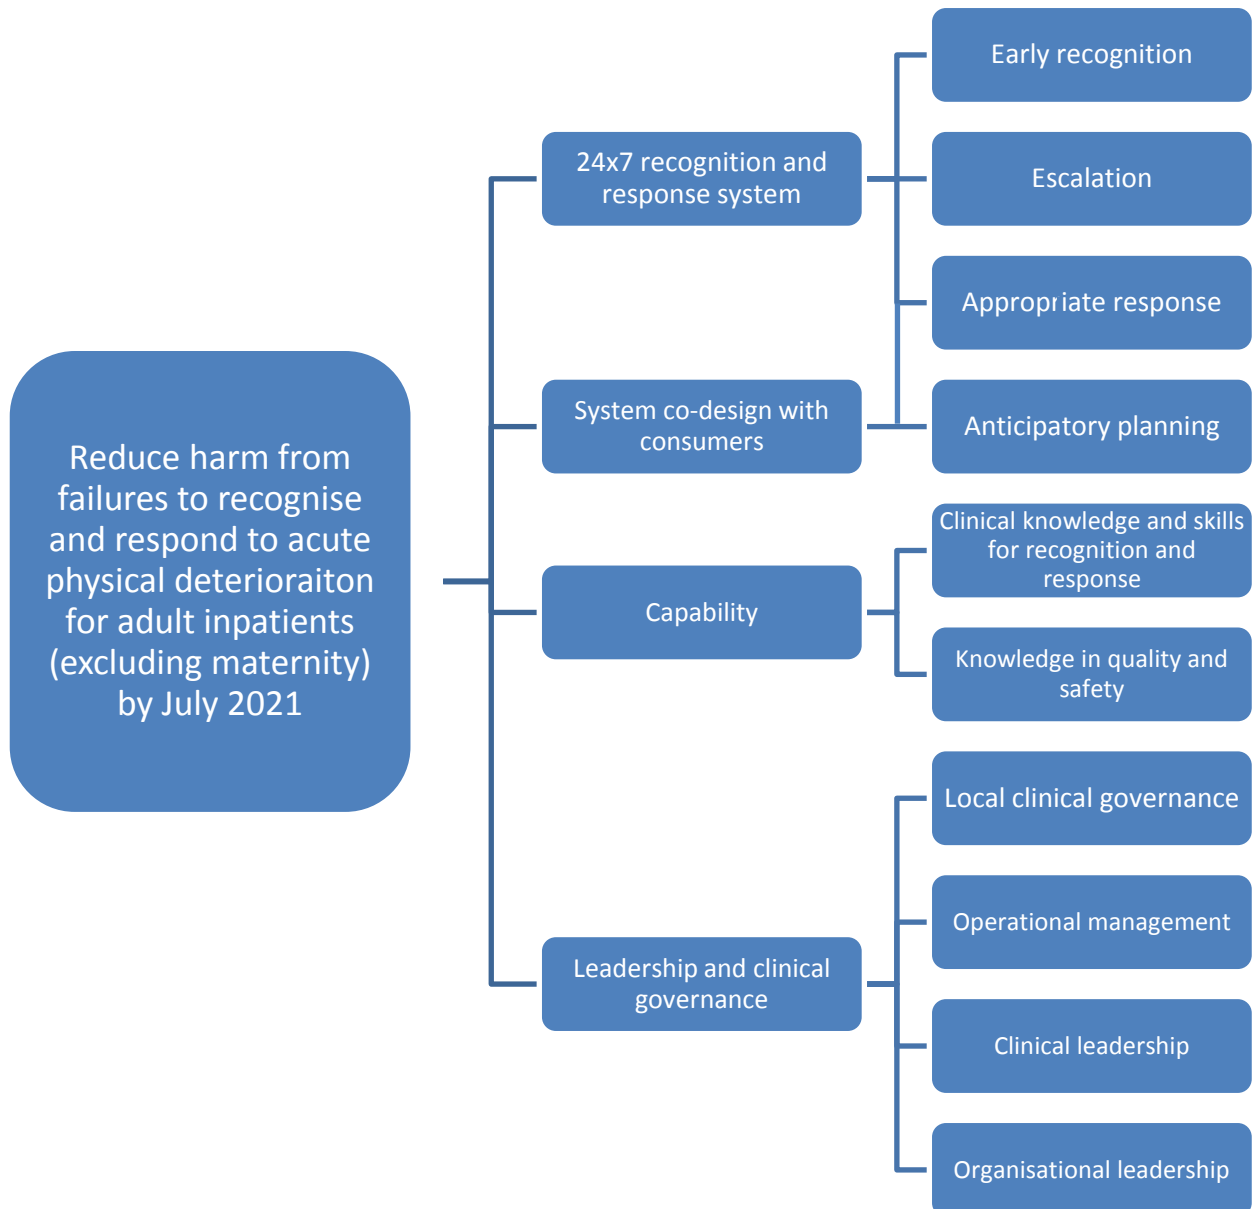 Reduce harm from
failures to recognise
and respond to acute
physical deterioraiton
for adult inpatients
(excluding maternity)
by July 2021
24x7 recognition and
response system
Early recognition
Escalation
Appropriate response
System co-design with
consumers
Anticipatory planning
Capability
Clinical knowledge and skills
for recognition and
response
Knowledge in quality and
safety
Leadership and clinical
governance
Local clinical governance
Operational management
Clinical leadership
Organisational leadership